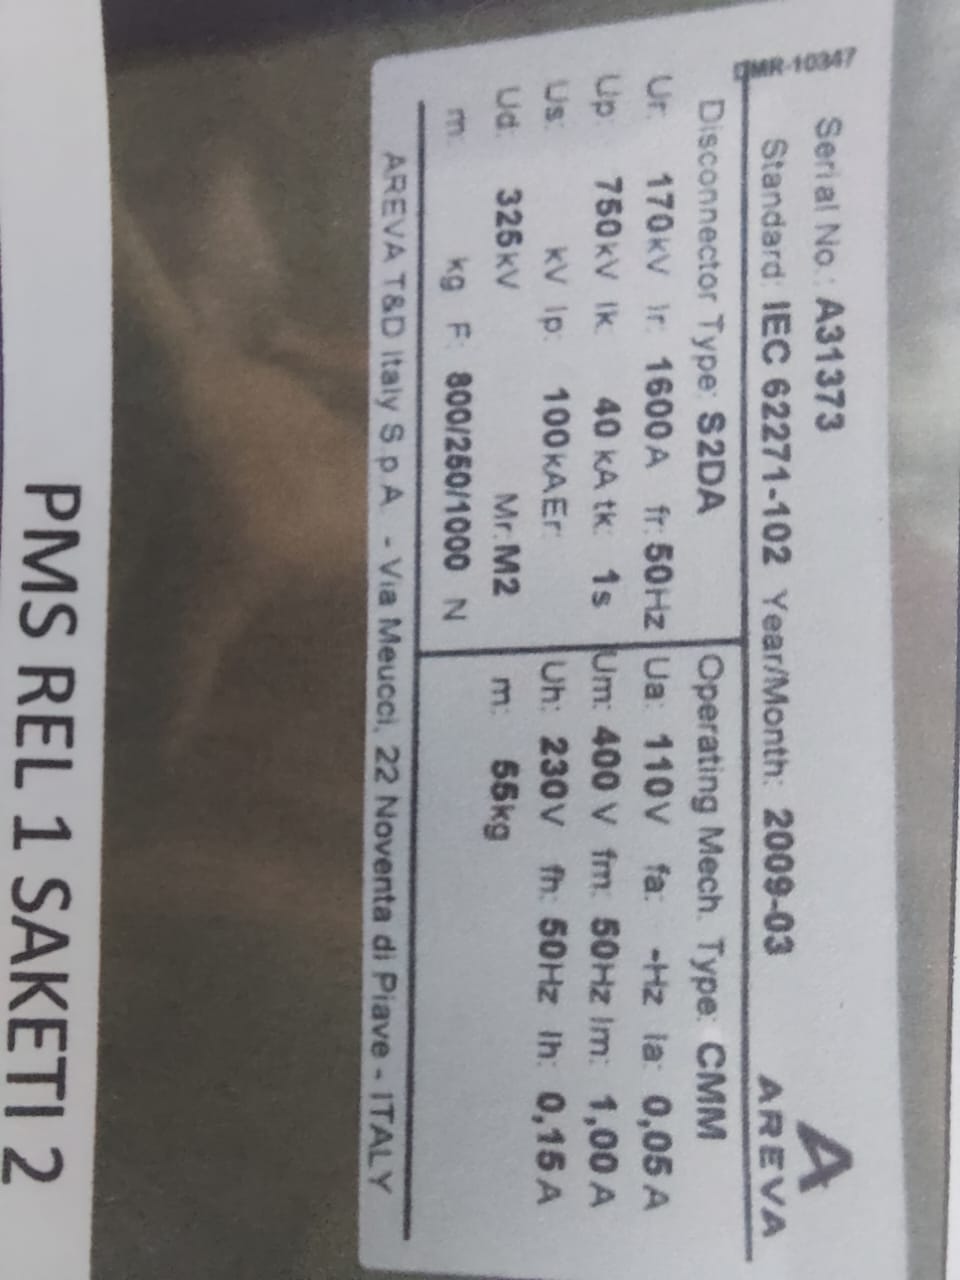 DMR-10347
Serial No.: A31373
Standard: IEC 62271-102 Year/Month: 2009-03
AREVA
Disconnector Type: S2DA
Ur: 170kV Ir: 1600A fr: 50Hz
Up: 750kV Ik: 40 kA tk: 1s
Us: kV Ip: 100kA Er:
Ud: 325kV Mr: M2
m: kg F: 800/250/1000 N
Operating Mech. Type: CMM
Ua: 110V fa: -Hz Ia: 0,05 A
Um: 400 V fm: 50Hz Im: 1,00 A
Uh: 230V fh: 50Hz Ih: 0,15 A
m: 55kg
AREVA T&D Italy S.p.A. - Via Meucci, 22 Noventa di Piave - ITALY
PMS REL 1 SAKETI 2